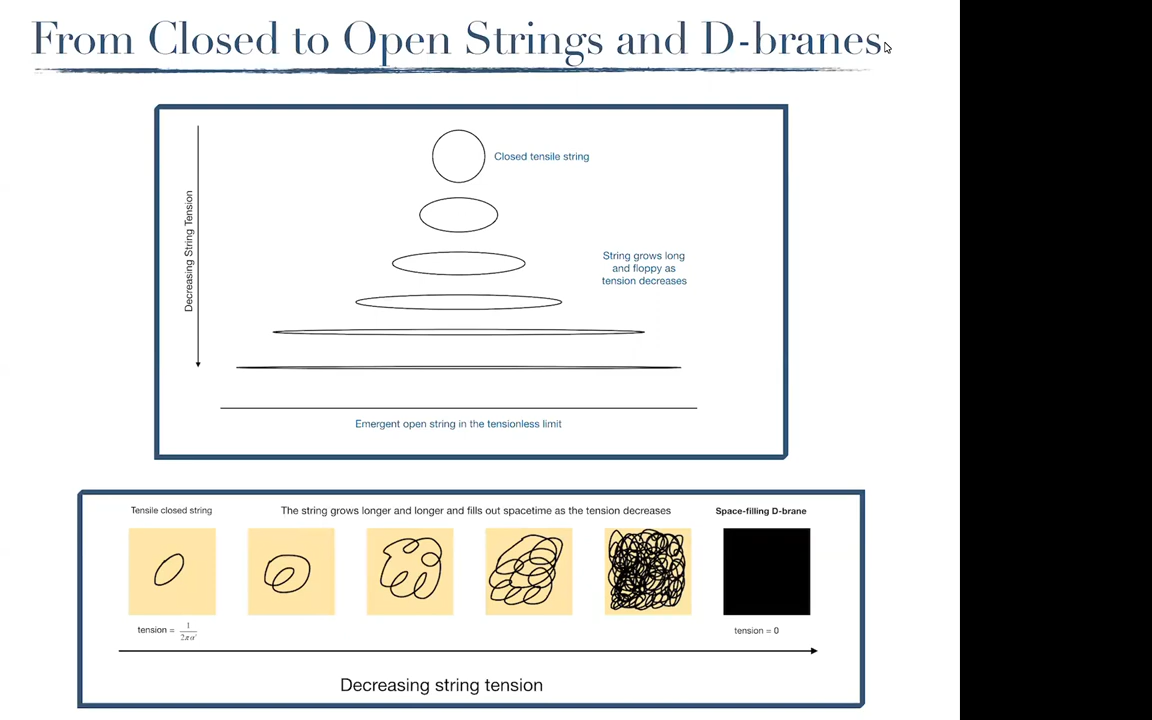 From Closed to Open Strings and D-branes
Decreasing String Tension
Closed tensile string
String grows long
and floppy as
tension decreases
Emergent open string in the tensionless limit
Tensile closed string
The string grows longer and longer and fills out spacetime as the tension decreases
Space-filling D-brane
tension = 1/2πα′
tension = 0
Decreasing string tension